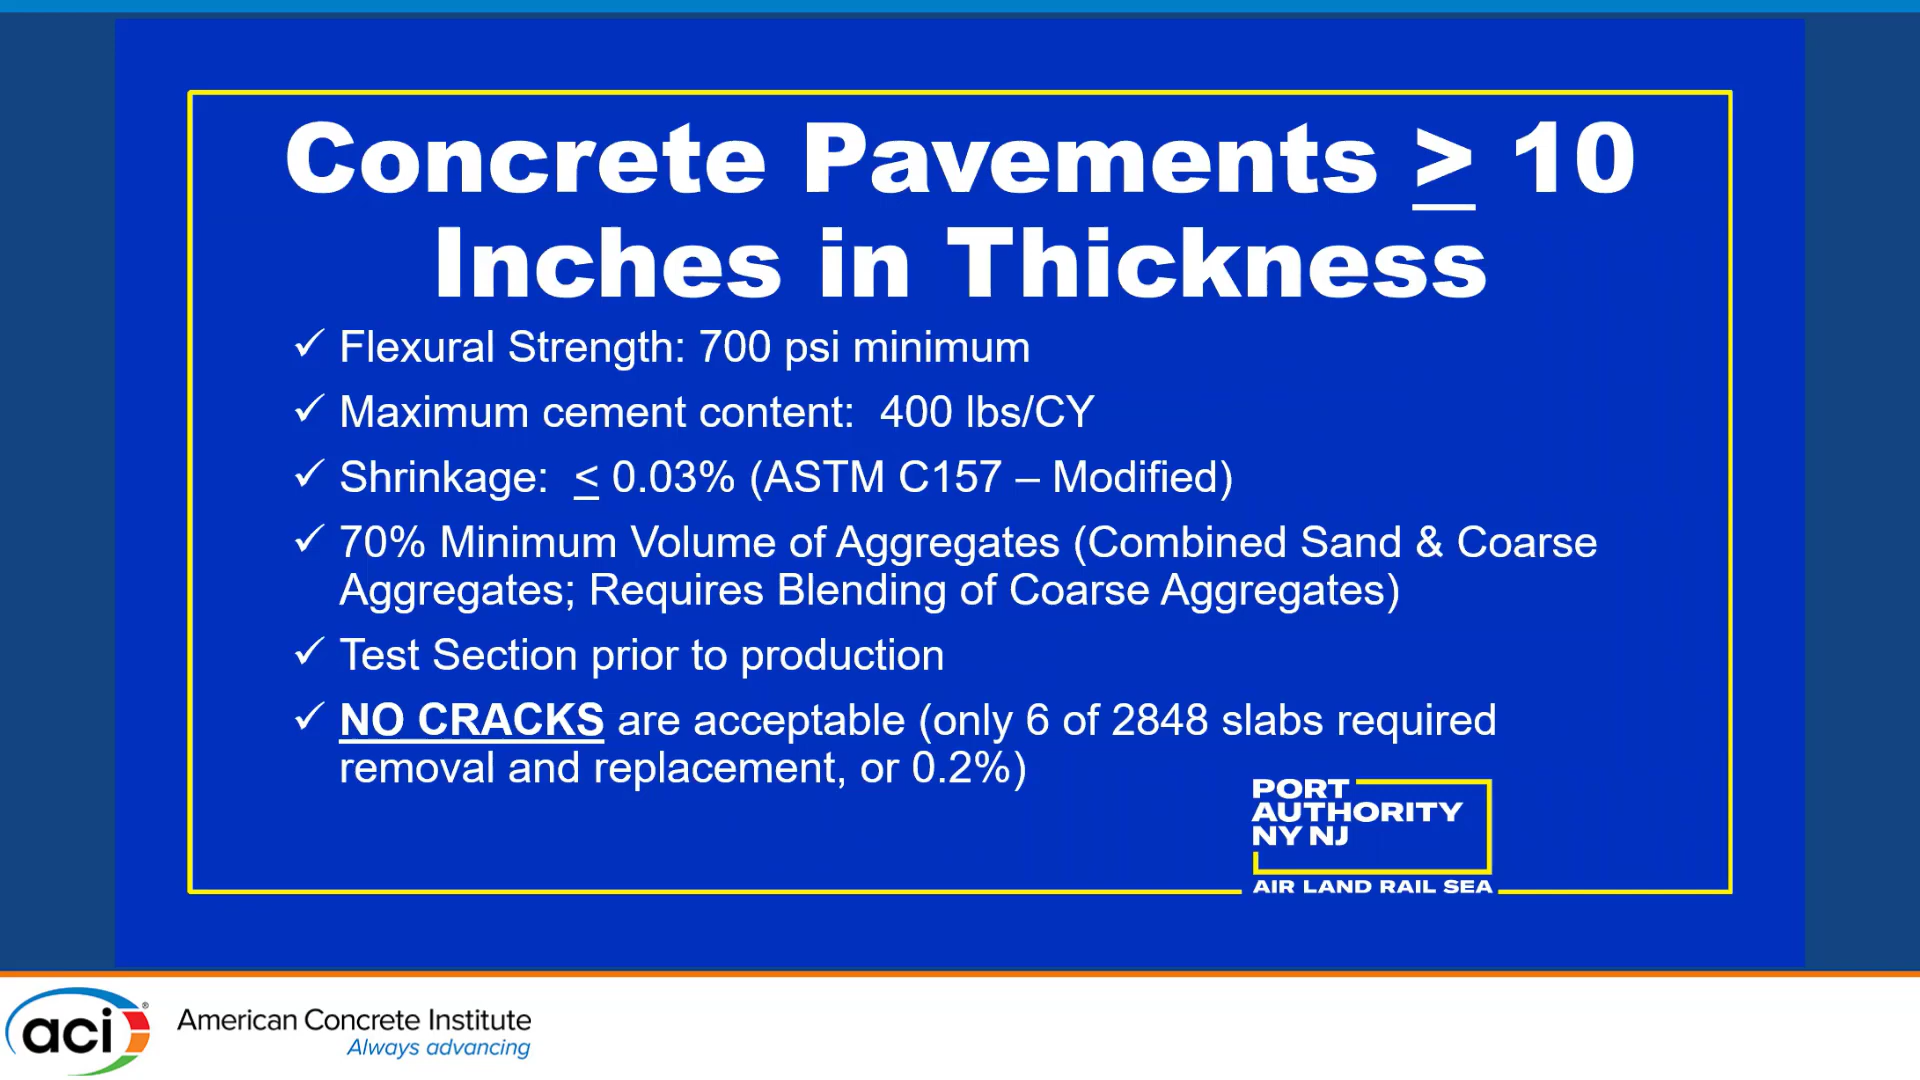 Concrete Pavements ≥ 10
Inches in Thickness
✓ Flexural Strength: 700 psi minimum
✓ Maximum cement content: 400 lbs/CY
✓ Shrinkage: ≤ 0.03% (ASTM C157 – Modified)
✓ 70% Minimum Volume of Aggregates (Combined Sand & Coarse
Aggregates; Requires Blending of Coarse Aggregates)
✓ Test Section prior to production
✓ NO CRACKS are acceptable (only 6 of 2848 slabs required
removal and replacement, or 0.2%)
PORT
AUTHORITY
NY NJ
AIR LAND RAIL SEA
aci®
American Concrete Institute
Always advancing